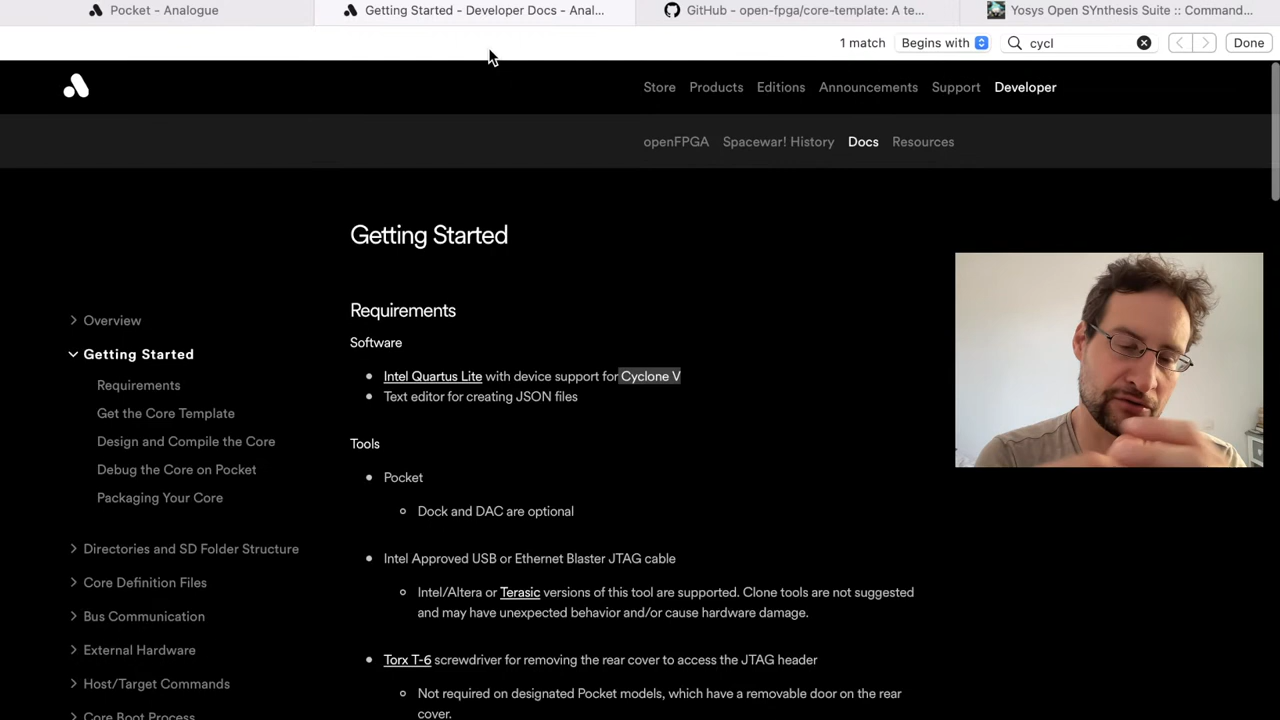 Pocket - Analogue
Getting Started - Developer Docs - Anal...
GitHub - open-fpga/core-template: A te...
Yosys Open SYnthesis Suite :: Command...
1 match
Begins with
cycl
Done
Store
Products
Editions
Announcements
Support
Developer
openFPGA
Spacewar! History
Docs
Resources
Getting Started
Requirements
Software
Intel Quartus Lite with device support for Cyclone V
Text editor for creating JSON files
Tools
Pocket
Dock and DAC are optional
Intel Approved USB or Ethernet Blaster JTAG cable
Intel/Altera or Terasic versions of this tool are supported. Clone tools are not suggested
and may have unexpected behavior and/or cause hardware damage.
Torx T-6 screwdriver for removing the rear cover to access the JTAG header
Not required on designated Pocket models, which have a removable door on the rear
cover.
Overview
Getting Started
Requirements
Get the Core Template
Design and Compile the Core
Debug the Core on Pocket
Packaging Your Core
Directories and SD Folder Structure
Core Definition Files
Bus Communication
External Hardware
Host/Target Commands
Core Boot Process